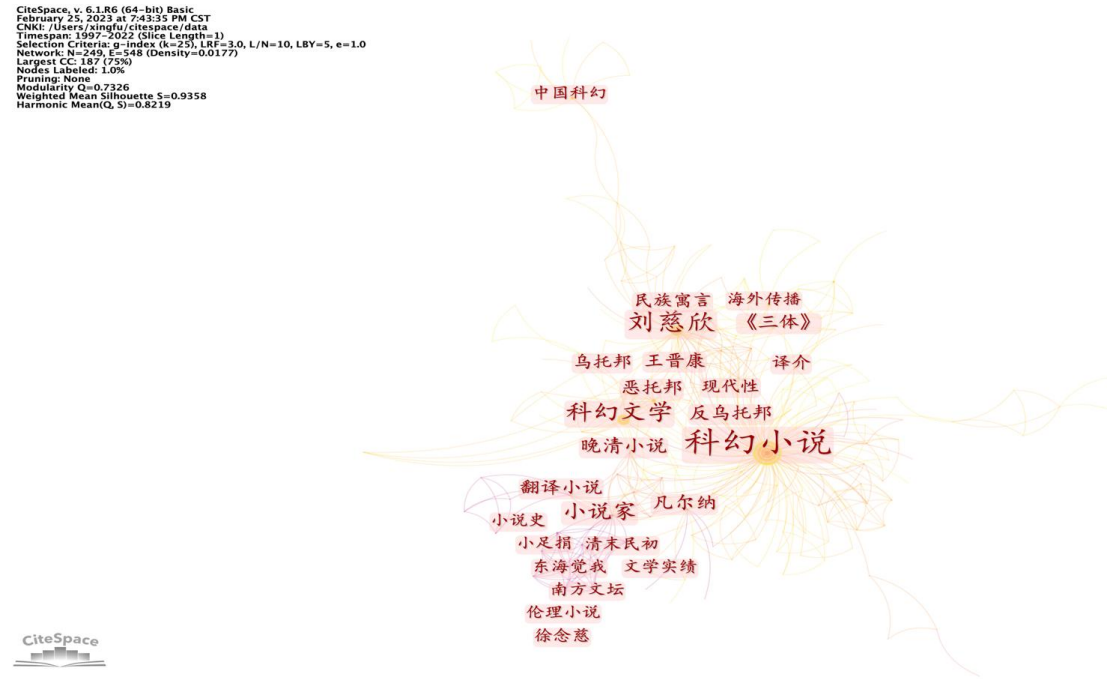 CiteSpace, v. 6.1.R6 (64-bit) Basic
February 25, 2023 at 7:43:35 PM CST
CNKI: /Users/xingfu/citespace/data
Timespan: 1997-2022 (Slice Length=1)
Selection Criteria: g-index (k=25), LRF=3.0, L/N=10, LBY=5, e=1.0
Network: N=249, E=548 (Density=0.0177)
Largest CC: 187 (75%)
Nodes Labeled: 1.0%
Pruning: None
Modularity Q=0.7326
Weighted Mean Silhouette S=0.9358
Harmonic Mean(Q, S)=0.8219
中国科幻
民族寓言 海外传播
刘慈欣 《三体》
乌托邦 王晋康 译介
恶托邦 现代性
科幻文学 反乌托邦
晚清小说 科幻小说
翻译小说
小说家 凡尔纳
小说史
小足捐 清末民初
东海觉我 文学实绩
南方文坛
伦理小说
徐念慈
CiteSpace